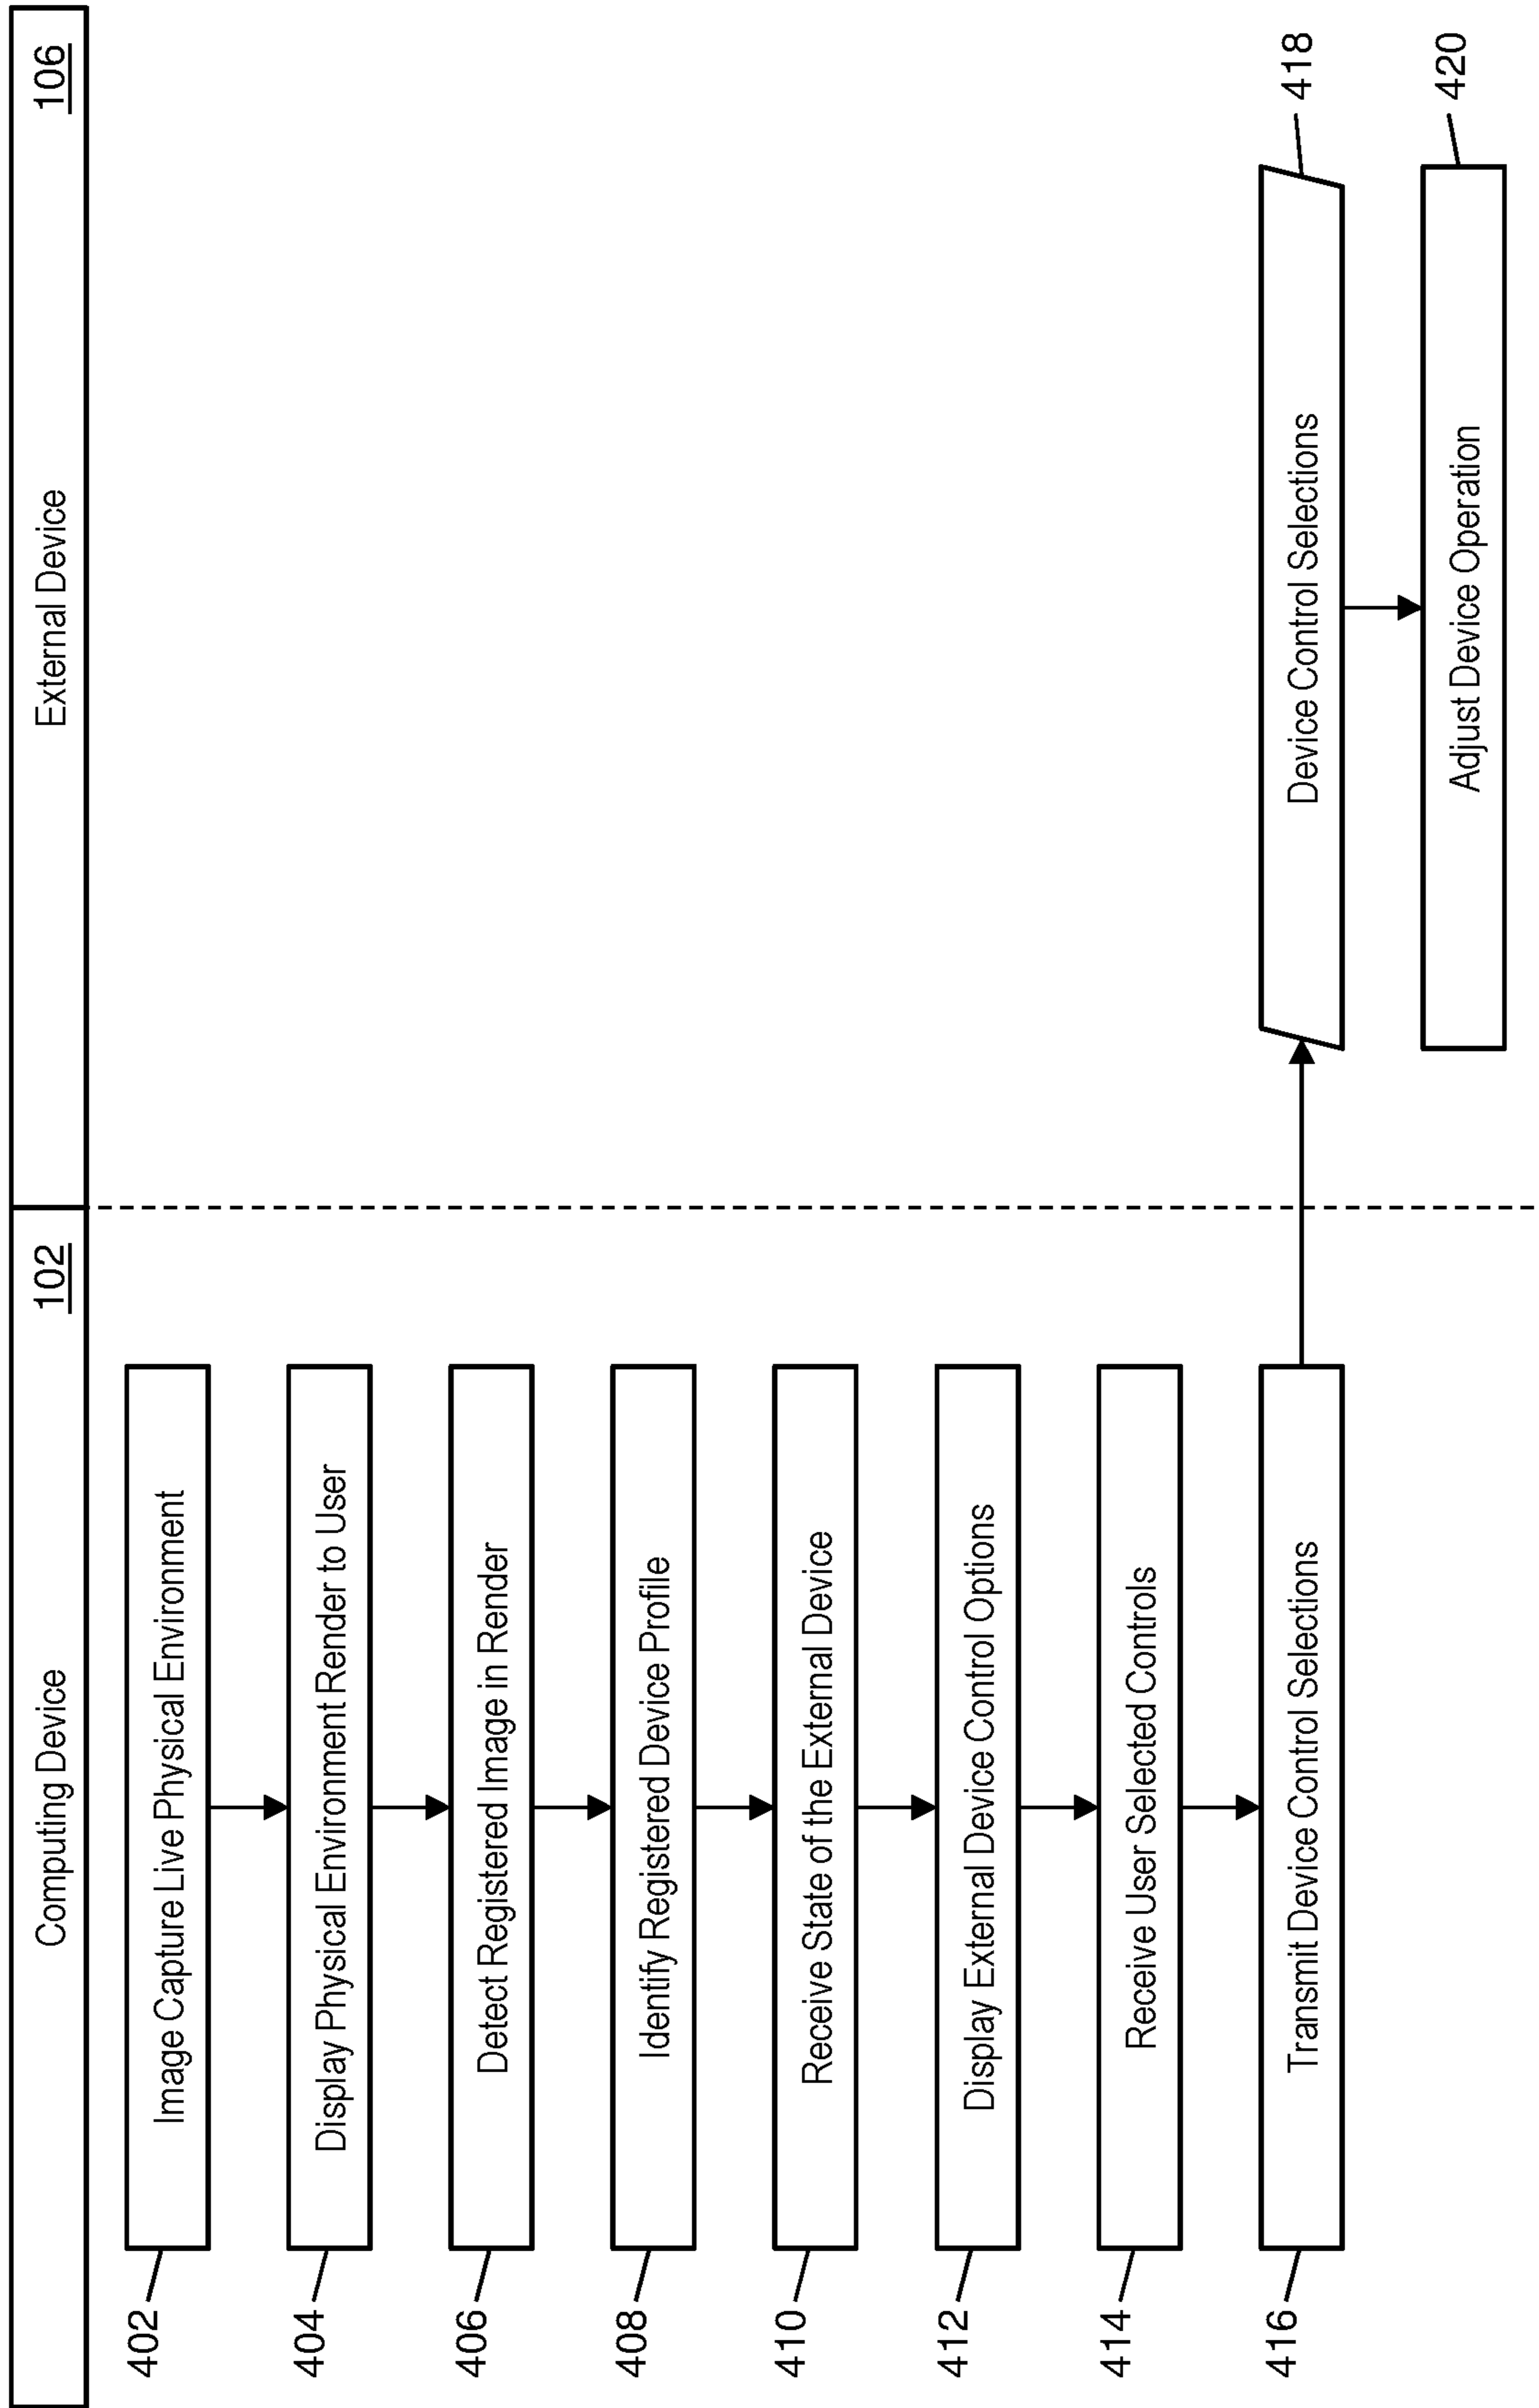 Computing Device 102
External Device 106
402 Image Capture Live Physical Environment
404 Display Physical Environment Render to User
406 Detect Registered Image in Render
408 Identify Registered Device Profile
410 Receive State of the External Device
412 Display External Device Control Options
414 Receive User Selected Controls
416 Transmit Device Control Selections
Device Control Selections 418
Adjust Device Operation 420